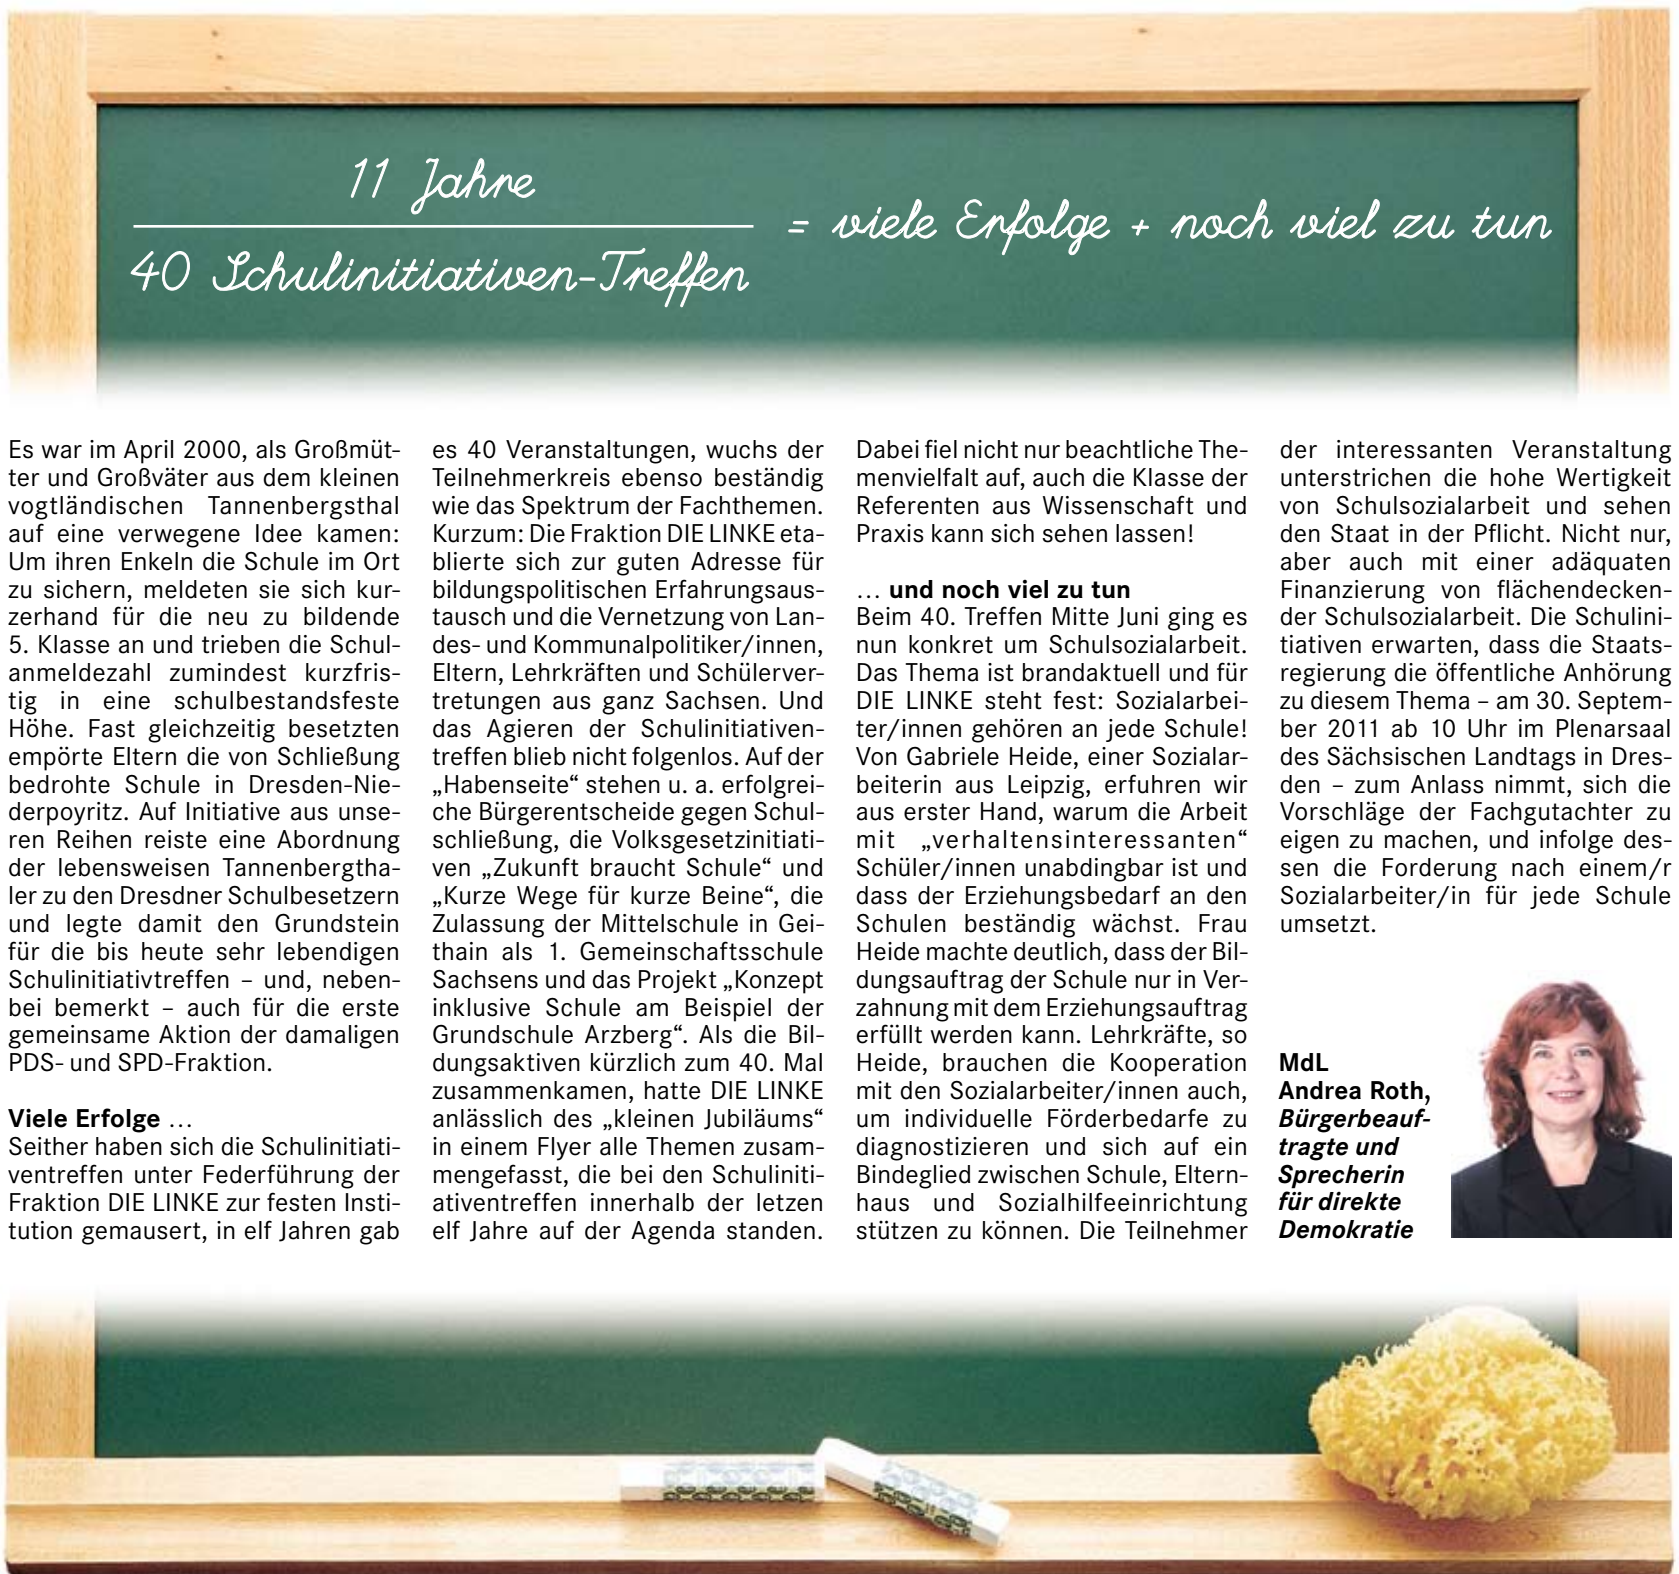 11 Jahre
40 Schulinitiativen-Treffen
= viele Erfolge + noch viel zu tun
Es war im April 2000, als Großmüt-
ter und Großväter aus dem kleinen
vogtländischen Tannenbergsthal
auf eine verwegene Idee kamen:
Um ihren Enkeln die Schule im Ort
zu sichern, meldeten sie sich kur-
zerhand für die neu zu bildende
5. Klasse an und trieben die Schul-
anmeldezahl zumindest kurzfris-
tig in eine schulbestandsfeste
Höhe. Fast gleichzeitig besetzten
empörte Eltern die von Schließung
bedrohte Schule in Dresden-Nie-
derpoyritz. Auf Initiative aus unse-
ren Reihen reiste eine Abordnung
der lebensweisen Tannenbergtha-
ler zu den Dresdner Schulbesetzern
und legte damit den Grundstein
für die bis heute sehr lebendigen
Schulinitiativtreffen – und, neben-
bei bemerkt – auch für die erste
gemeinsame Aktion der damaligen
PDS- und SPD-Fraktion.
Viele Erfolge …
Seither haben sich die Schulinitiati-
ventreffen unter Federführung der
Fraktion DIE LINKE zur festen Insti-
tution gemausert, in elf Jahren gab
es 40 Veranstaltungen, wuchs der
Teilnehmerkreis ebenso beständig
wie das Spektrum der Fachthemen.
Kurzum: Die Fraktion DIE LINKE eta-
blierte sich zur guten Adresse für
bildungspolitischen Erfahrungsaus-
tausch und die Vernetzung von Lan-
des- und Kommunalpolitiker/innen,
Eltern, Lehrkräften und Schülerver-
tretungen aus ganz Sachsen. Und
das Agieren der Schulinitiativen-
treffen blieb nicht folgenlos. Auf der
„Habenseite“ stehen u. a. erfolgrei-
che Bürgerentscheide gegen Schul-
schließung, die Volksgesetzinitiati-
ven „Zukunft braucht Schule“ und
„Kurze Wege für kurze Beine“, die
Zulassung der Mittelschule in Gei-
thain als 1. Gemeinschaftsschule
Sachsens und das Projekt „Konzept
inklusive Schule am Beispiel der
Grundschule Arzberg“. Als die Bil-
dungsaktiven kürzlich zum 40. Mal
zusammenkamen, hatte DIE LINKE
anlässlich des „kleinen Jubiläums“
in einem Flyer alle Themen zusam-
mengefasst, die bei den Schuliniti-
ativentreffen innerhalb der letzen
elf Jahre auf der Agenda standen.
Dabei fiel nicht nur beachtliche The-
menvielfalt auf, auch die Klasse der
Referenten aus Wissenschaft und
Praxis kann sich sehen lassen!
… und noch viel zu tun
Beim 40. Treffen Mitte Juni ging es
nun konkret um Schulsozialarbeit.
Das Thema ist brandaktuell und für
DIE LINKE steht fest: Sozialarbei-
ter/innen gehören an jede Schule!
Von Gabriele Heide, einer Sozialar-
beiterin aus Leipzig, erfuhren wir
aus erster Hand, warum die Arbeit
mit „verhaltensinteressanten“
Schüler/innen unabdingbar ist und
dass der Erziehungsbedarf an den
Schulen beständig wächst. Frau
Heide machte deutlich, dass der Bil-
dungsauftrag der Schule nur in Ver-
zahnung mit dem Erziehungsauftrag
erfüllt werden kann. Lehrkräfte, so
Heide, brauchen die Kooperation
mit den Sozialarbeiter/innen auch,
um individuelle Förderbedarfe zu
diagnostizieren und sich auf ein
Bindeglied zwischen Schule, Eltern-
haus und Sozialhilfeeinrichtung
stützen zu können. Die Teilnehmer
der interessanten Veranstaltung
unterstrichen die hohe Wertigkeit
von Schulsozialarbeit und sehen
den Staat in der Pflicht. Nicht nur,
aber auch mit einer adäquaten
Finanzierung von flächendecken-
der Schulsozialarbeit. Die Schulini-
tiativen erwarten, dass die Staats-
regierung die öffentliche Anhörung
zu diesem Thema – am 30. Septem-
ber 2011 ab 10 Uhr im Plenarsaal
des Sächsischen Landtags in Dres-
den – zum Anlass nimmt, sich die
Vorschläge der Fachgutachter zu
eigen zu machen, und infolge des-
sen die Forderung nach einem/r
Sozialarbeiter/in für jede Schule
umsetzt.
MdL
Andrea Roth,
Bürgerbeauf-
tragte und
Sprecherin
für direkte
Demokratie